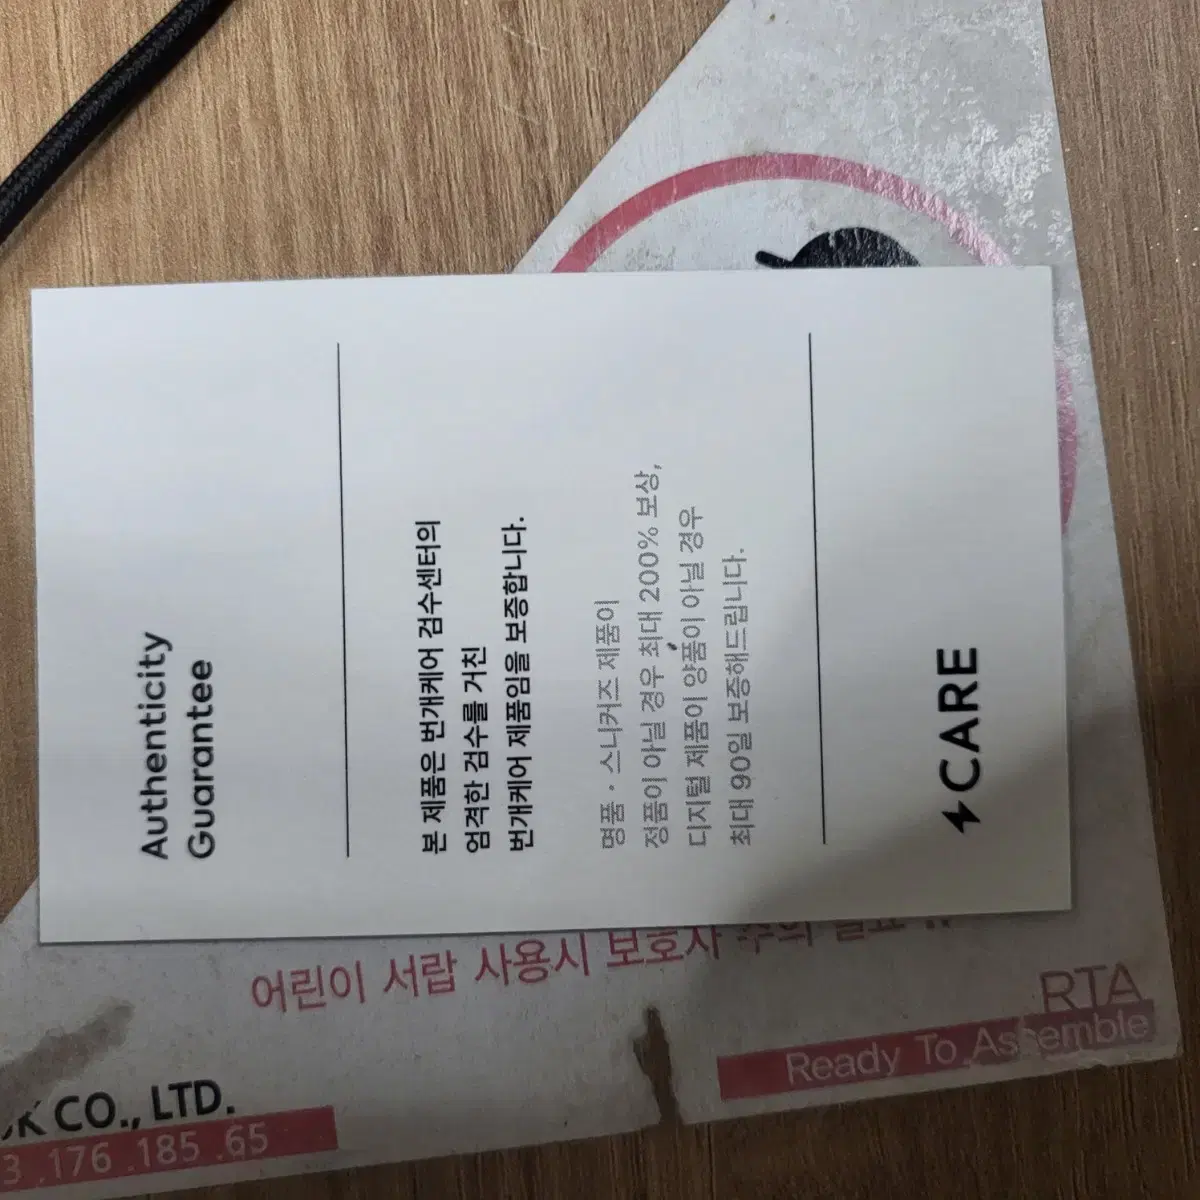 Authenticity
Guarantee
본 제품은 번개케어 검수센터의
엄격한 검수를 거친
번개케어 제품임을 보증합니다.
명품 · 스니커즈 제품이
정품이 아닐 경우 최대 200% 보상,
디지털 제품이 양품이 아닐 경우
최대 90일 보증해드립니다.
CARE
어린이 서랍 사용시 보호자 주의
RTA
Ready To Assemble
CO., LTD.
.176 .185 .65